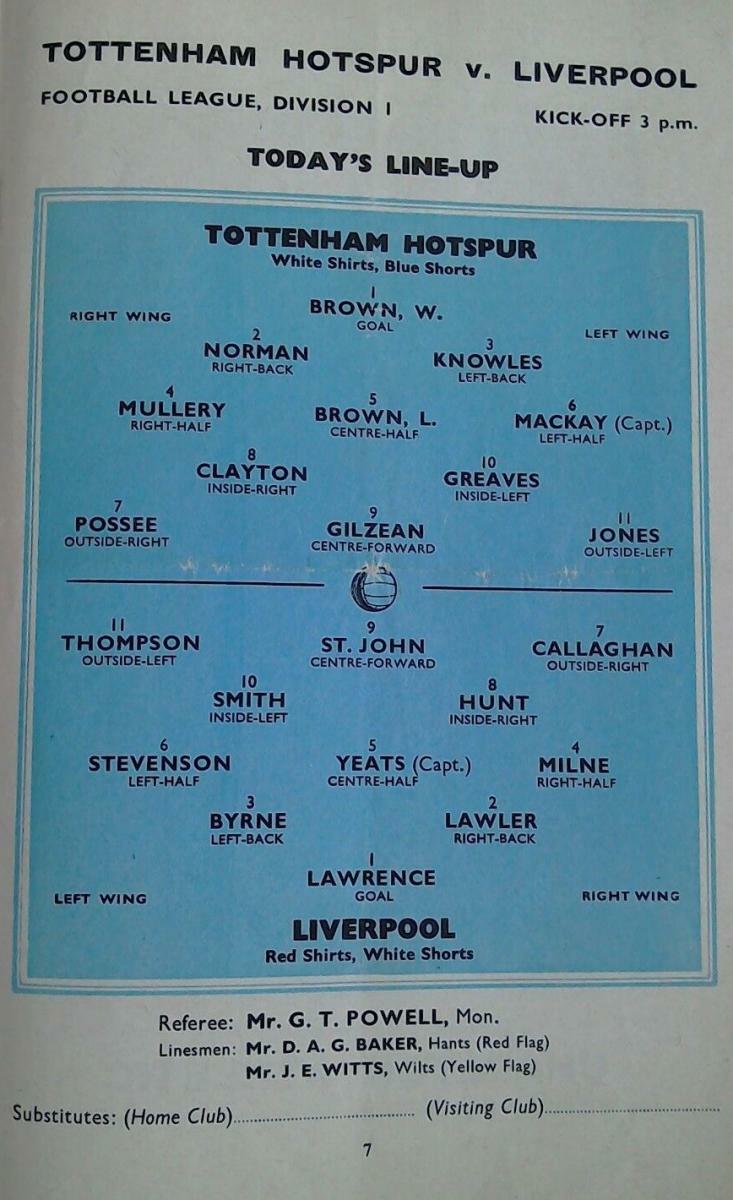 TOTTENHAM HOTSPUR v. LIVERPOOL
FOOTBALL LEAGUE, DIVISION I
KICK-OFF 3 p.m.
TODAY'S LINE-UP
TOTTENHAM HOTSPUR
White Shirts, Blue Shorts
1
BROWN, W.
GOAL
RIGHT WING
LEFT WING
2
NORMAN
RIGHT-BACK
3
KNOWLES
LEFT-BACK
4
MULLERY
RIGHT-HALF
5
BROWN, L.
CENTRE-HALF
6
MACKAY (Capt.)
LEFT-HALF
8
CLAYTON
INSIDE-RIGHT
10
GREAVES
INSIDE-LEFT
7
POSSEE
OUTSIDE-RIGHT
9
GILZEAN
CENTRE-FORWARD
11
JONES
OUTSIDE-LEFT
11
THOMPSON
OUTSIDE-LEFT
9
ST. JOHN
CENTRE-FORWARD
7
CALLAGHAN
OUTSIDE-RIGHT
10
SMITH
INSIDE-LEFT
8
HUNT
INSIDE-RIGHT
6
STEVENSON
LEFT-HALF
5
YEATS (Capt.)
CENTRE-HALF
4
MILNE
RIGHT-HALF
3
BYRNE
LEFT-BACK
2
LAWLER
RIGHT-BACK
1
LAWRENCE
GOAL
LEFT WING
RIGHT WING
LIVERPOOL
Red Shirts, White Shorts
Referee: Mr. G. T. POWELL, Mon.
Linesmen: Mr. D. A. G. BAKER, Hants (Red Flag)
Mr. J. E. WITTS, Wilts (Yellow Flag)
Substitutes: (Home Club)............................................. (Visiting Club)............................................
7